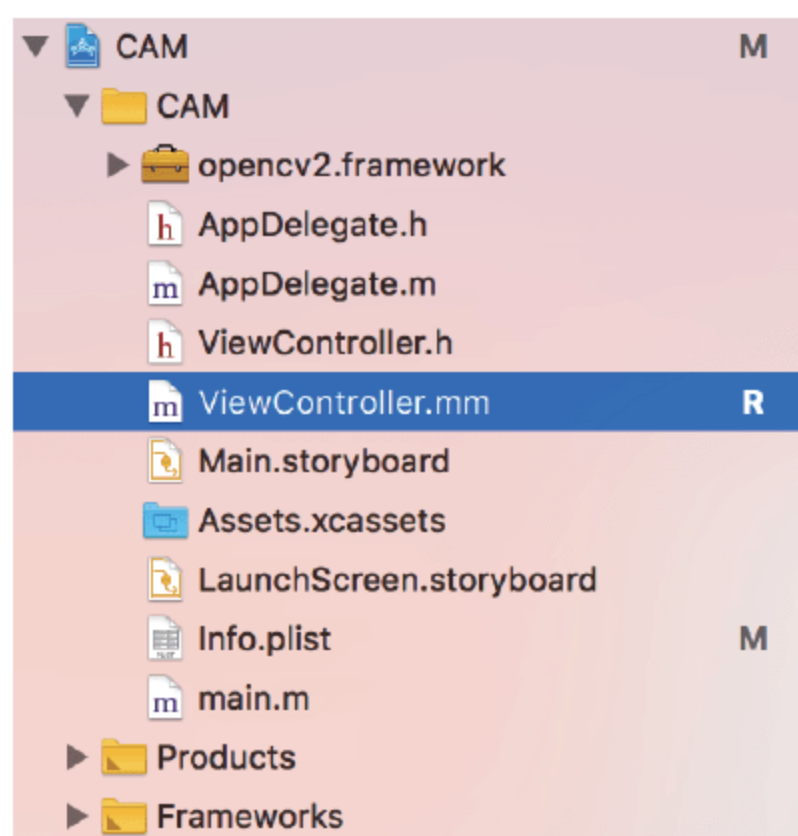 CAM M
CAM
opencv2.framework
h AppDelegate.h
m AppDelegate.m
h ViewController.h
m ViewController.mm R
Main.storyboard
Assets.xcassets
LaunchScreen.storyboard
Info.plist M
m main.m
Products
Frameworks